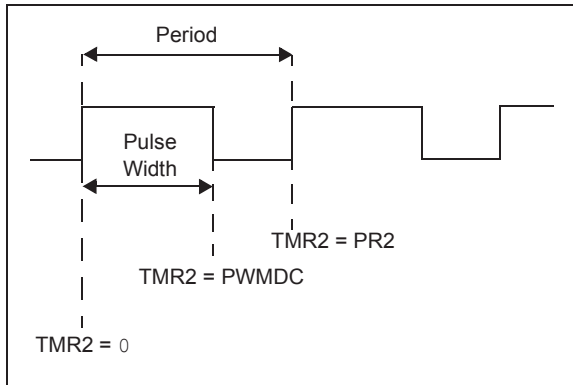 Period
Pulse
Width
TMR2 = PR2
TMR2 = PWMDC
TMR2 = 0